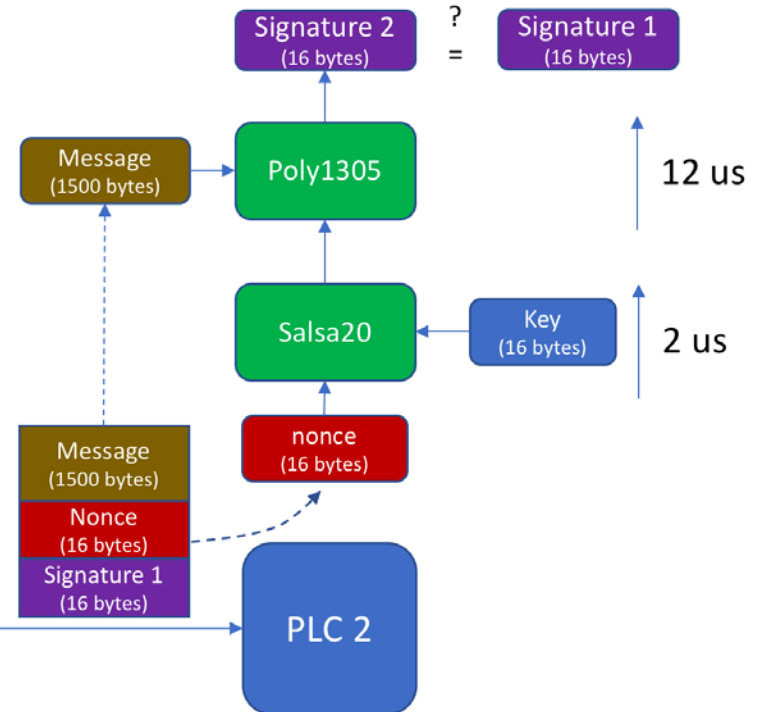 Signature 2
(16 bytes)
?
=
Signature 1
(16 bytes)
Message
(1500 bytes)
Poly1305
12 us
Salsa20
Key
(16 bytes)
2 us
nonce
(16 bytes)
Message
(1500 bytes)
Nonce
(16 bytes)
Signature 1
(16 bytes)
PLC 2